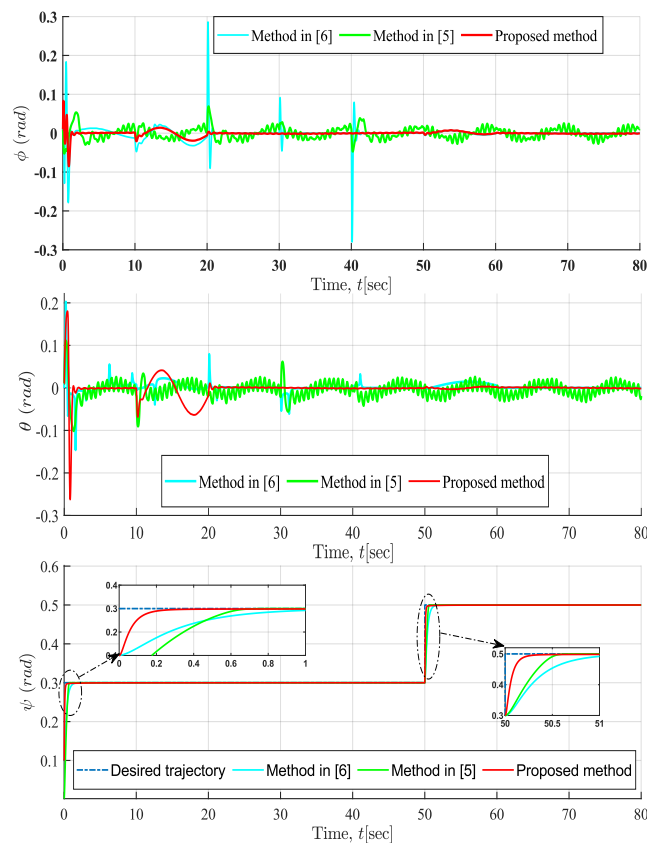 0.3
Method in [6] Method in [5] Proposed method
0.2
0.1
0
-0.1
-0.2
-0.3
ϕ (rad)
0 10 20 30 40 50 60 70 80
Time, t[sec]
0.2
0.1
0
-0.1
-0.2
-0.3
θ (rad)
Method in [6] Method in [5] Proposed method
0 10 20 30 40 50 60 70 80
Time, t[sec]
0.6
0.5
0.4
0.3
0.2
0.1
ψ (rad)
0.4
0.3
0.2
0.1
0 0.2 0.4 0.6 0.8 1
0.5
0.4
0.3
50 50.5 51
Desired trajectory Method in [6] Method in [5] Proposed method
0 10 20 30 40 50 60 70 80
Time, t[sec]